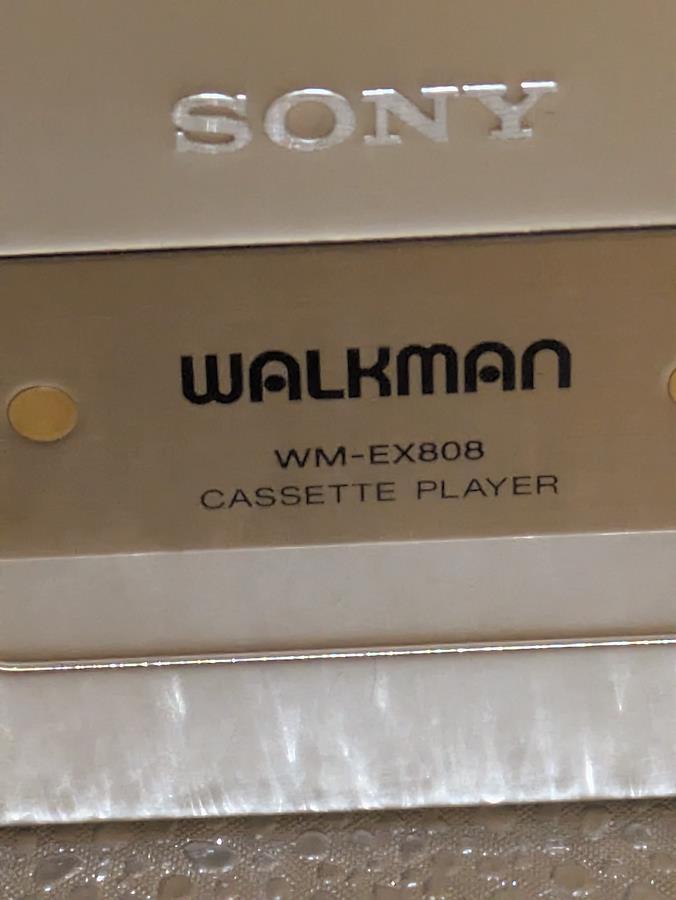 SONY
WALKMAN
WM-EX808
CASSETTE PLAYER